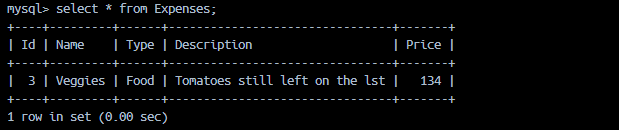 mysql> select * from Expenses;
+----+---------+------+-----------------------------+-------+
| Id | Name    | Type | Description                 | Price |
+----+---------+------+-----------------------------+-------+
|  3 | Veggies | Food | Tomatoes still left on the lst |   134 |
+----+---------+------+-----------------------------+-------+
1 row in set (0.00 sec)